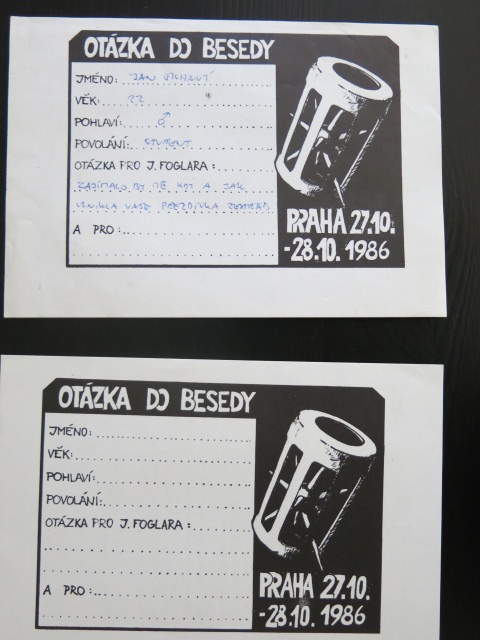 OTÁZKA DO BESEDY
JMÉNO: JAN
VĚK: 22
POHLAVÍ: ♂
POVOLÁNÍ: STUDENT
OTÁZKA PRO J. FOGLARA:
ZAJÍMALO BY MĚ KDY A JAK
VZNIKLA VAŠE PŘEZDÍVKA JESTŘÁB
A PRO:
PRAHA 27.10.
-28.10. 1986
OTÁZKA DO BESEDY
JMÉNO:
VĚK:
POHLAVÍ:
POVOLÁNÍ:
OTÁZKA PRO J. FOGLARA:
A PRO:
PRAHA 27.10.
-28.10. 1986